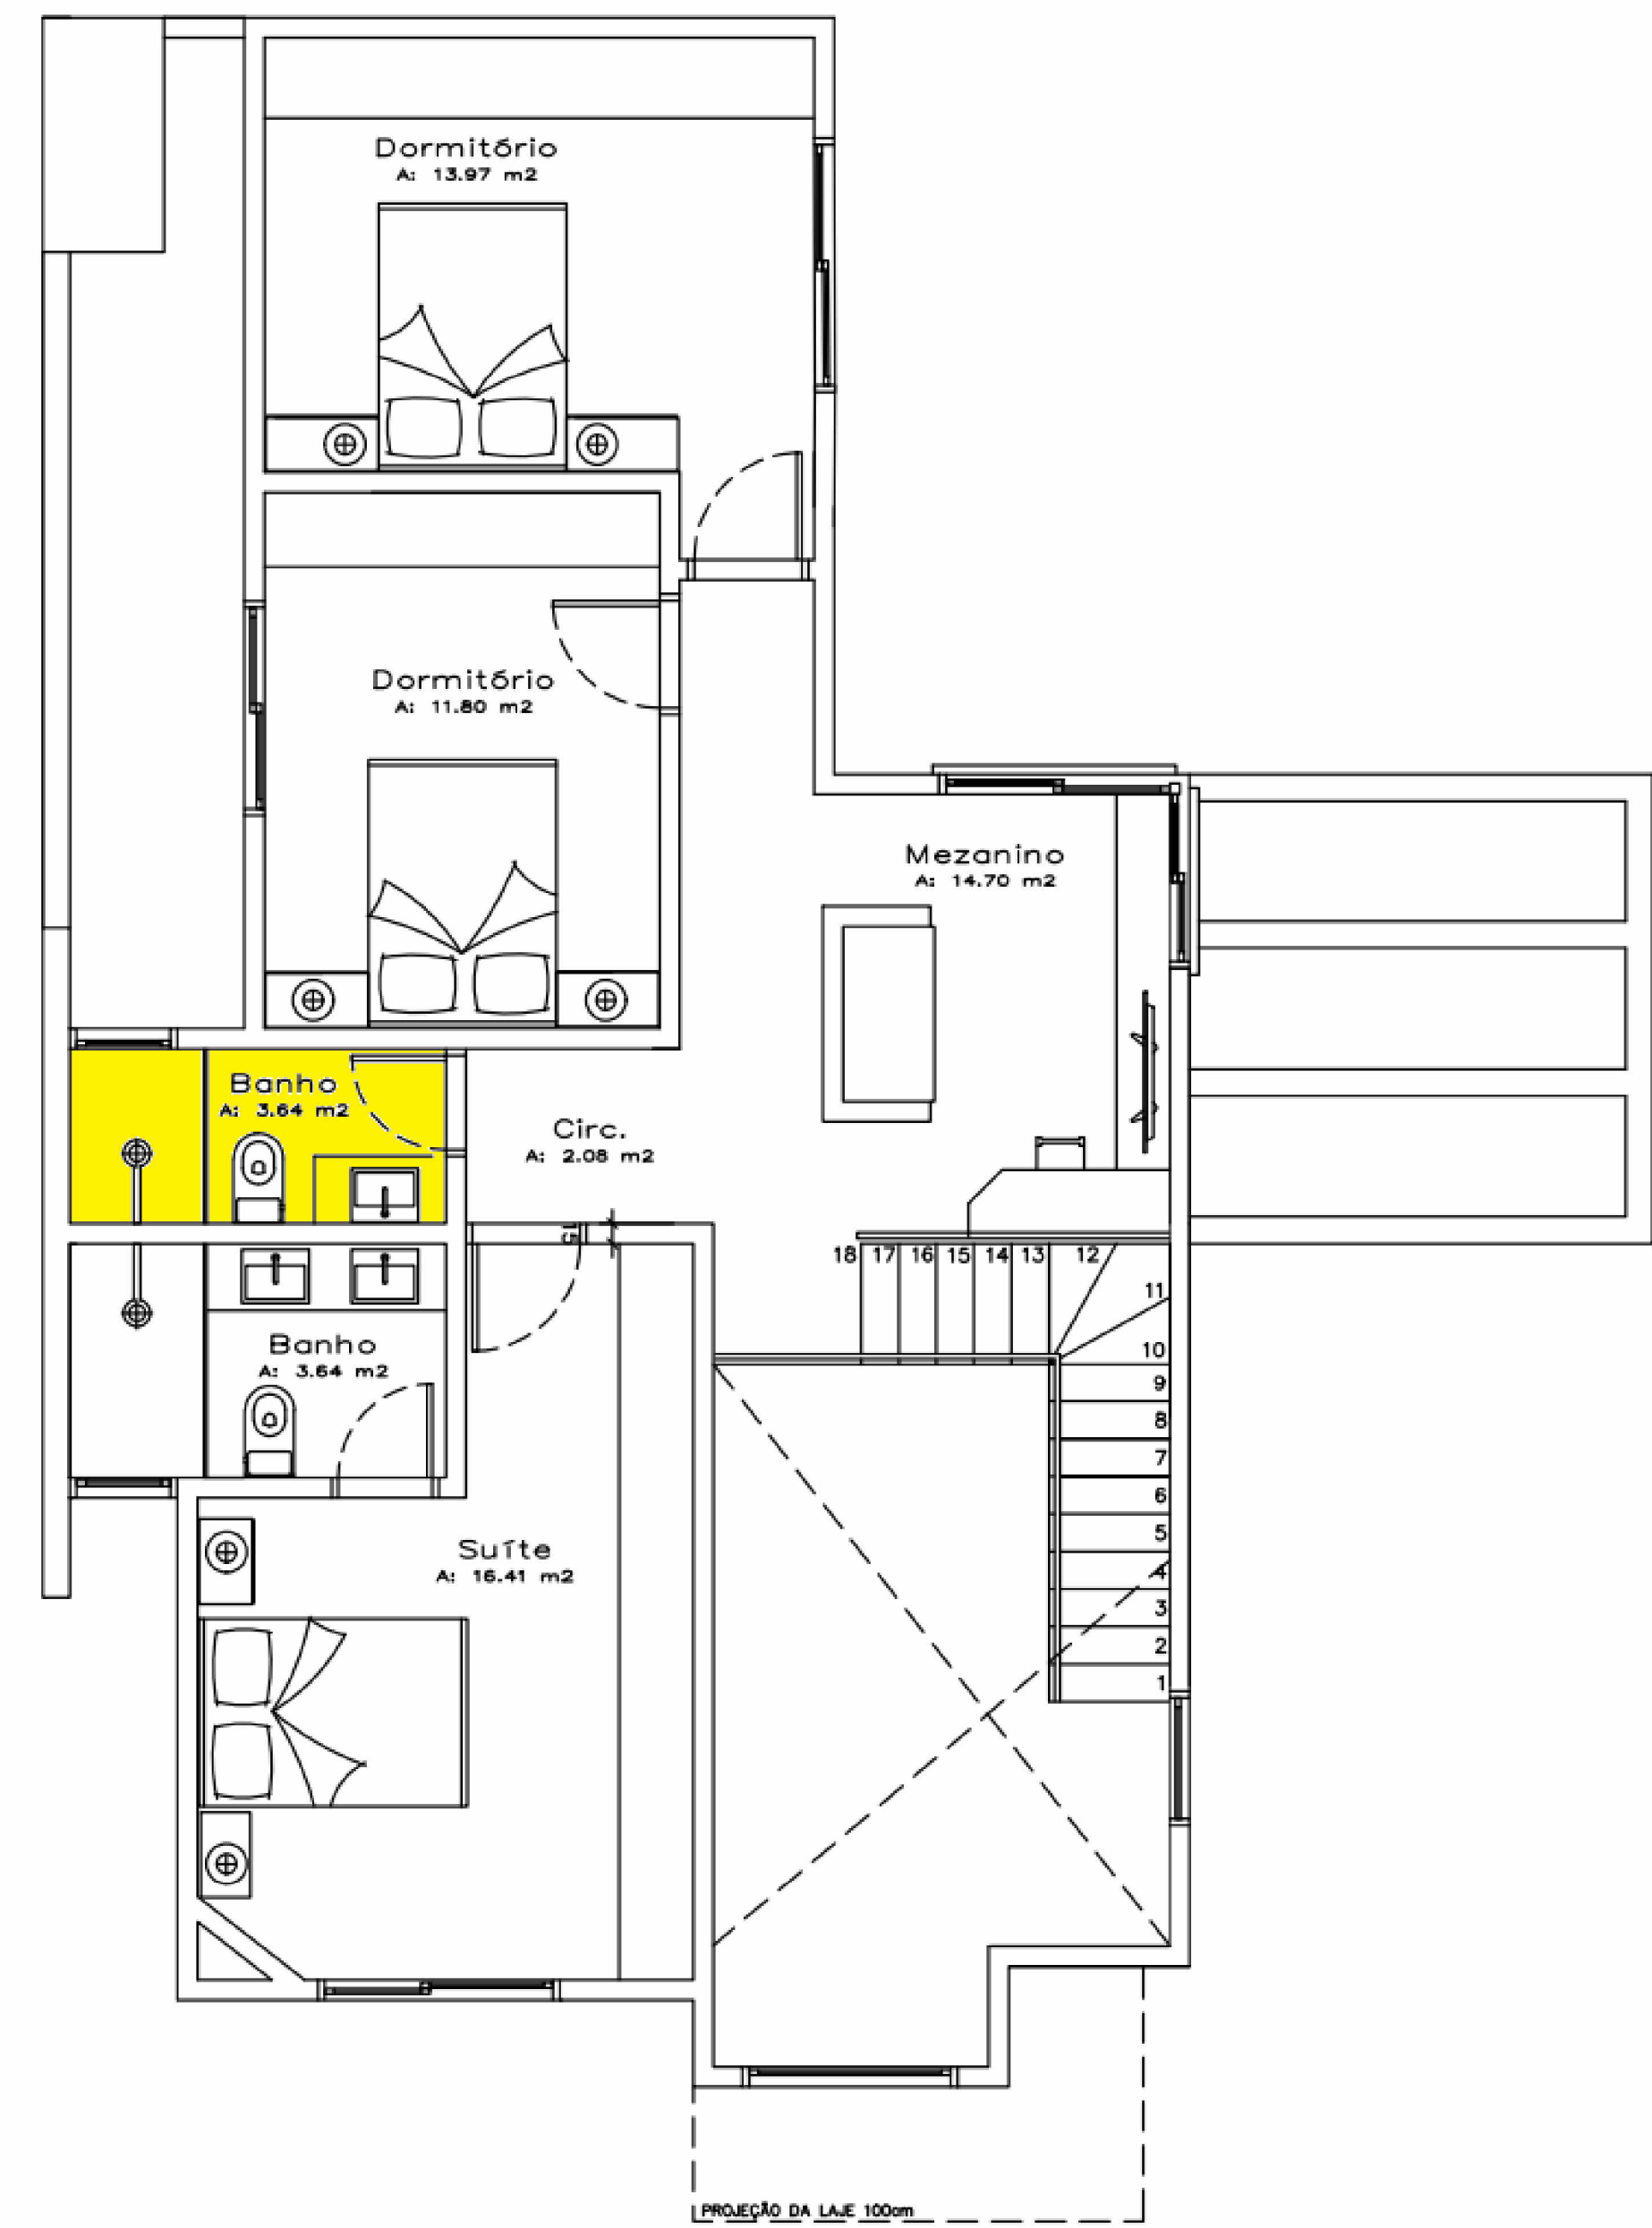 Dormitório
A: 13.97 m2
Dormitório
A: 11.80 m2
Mezanino
A: 14.70 m2
Banho
A: 3.64 m2
Circ.
A: 2.08 m2
15
18 17 16 15 14 13 12
11
10
9
8
7
6
5
4
3
2
1
Banho
A: 3.64 m2
Suíte
A: 16.41 m2
PROJEÇÃO DA LAJE 100cm